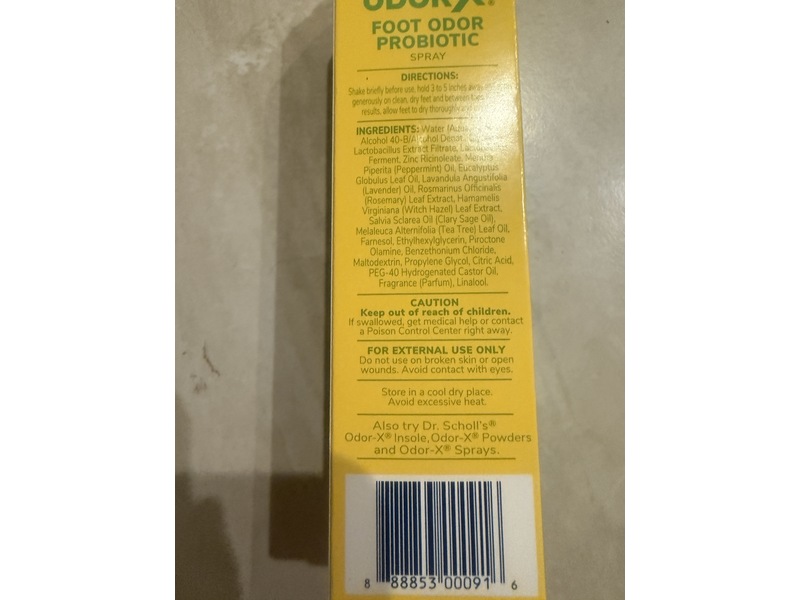 ODORX®
FOOT ODOR
PROBIOTIC
SPRAY
DIRECTIONS:
Shake briefly before use, hold 3 to 5 inches away
generously on clean, dry feet and between
results, allow feet to dry thoroughly
INGREDIENTS: Water
Alcohol 40-B/Alcohol Denat.
Lactobacillus Extract Filtrate,
Ferment, Zinc Ricinoleate, Mentha
Piperita (Peppermint) Oil, Eucalyptus
Globulus Leaf Oil, Lavandula Angustifolia
(Lavender) Oil, Rosmarinus Officinalis
(Rosemary) Leaf Extract, Hamamelis
Virginiana (Witch Hazel) Leaf Extract,
Salvia Sclarea Oil (Clary Sage Oil),
Melaleuca Alternifolia (Tea Tree) Leaf Oil,
Farnesol, Ethylhexylglycerin, Piroctone
Olamine, Benzethonium Chloride,
Maltodextrin, Propylene Glycol, Citric Acid,
PEG-40 Hydrogenated Castor Oil,
Fragrance (Parfum), Linalool.
CAUTION
Keep out of reach of children.
If swallowed, get medical help or contact
a Poison Control Center right away.
FOR EXTERNAL USE ONLY
Do not use on broken skin or open
wounds. Avoid contact with eyes.
Store in a cool dry place.
Avoid excessive heat.
Also try Dr. Scholl's®
Odor-X® Insole, Odor-X® Powders
and Odor-X® Sprays.
8 88853 00091 6